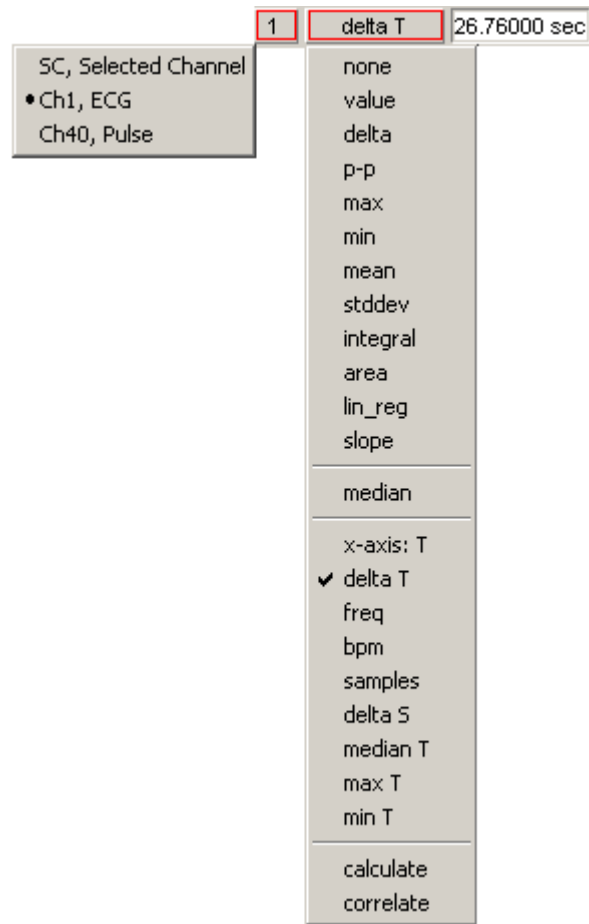 1 delta T 26.76000 sec
SC, Selected Channel
Ch1, ECG
Ch40, Pulse
none
value
delta
p-p
max
min
mean
stddev
integral
area
lin_reg
slope
median
x-axis: T
delta T
freq
bpm
samples
delta S
median T
max T
min T
calculate
correlate